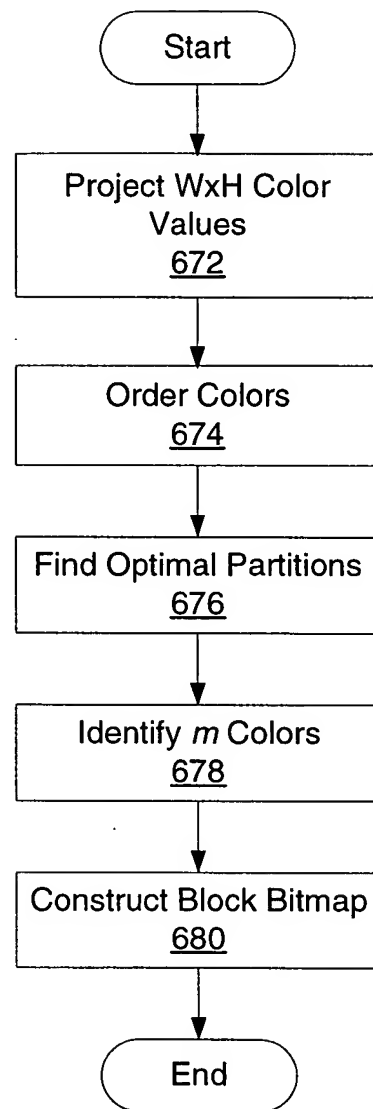 Start
Project WxH Color
Values
672
Order Colors
674
Find Optimal Partitions
676
Identify m Colors
678
Construct Block Bitmap
680
End